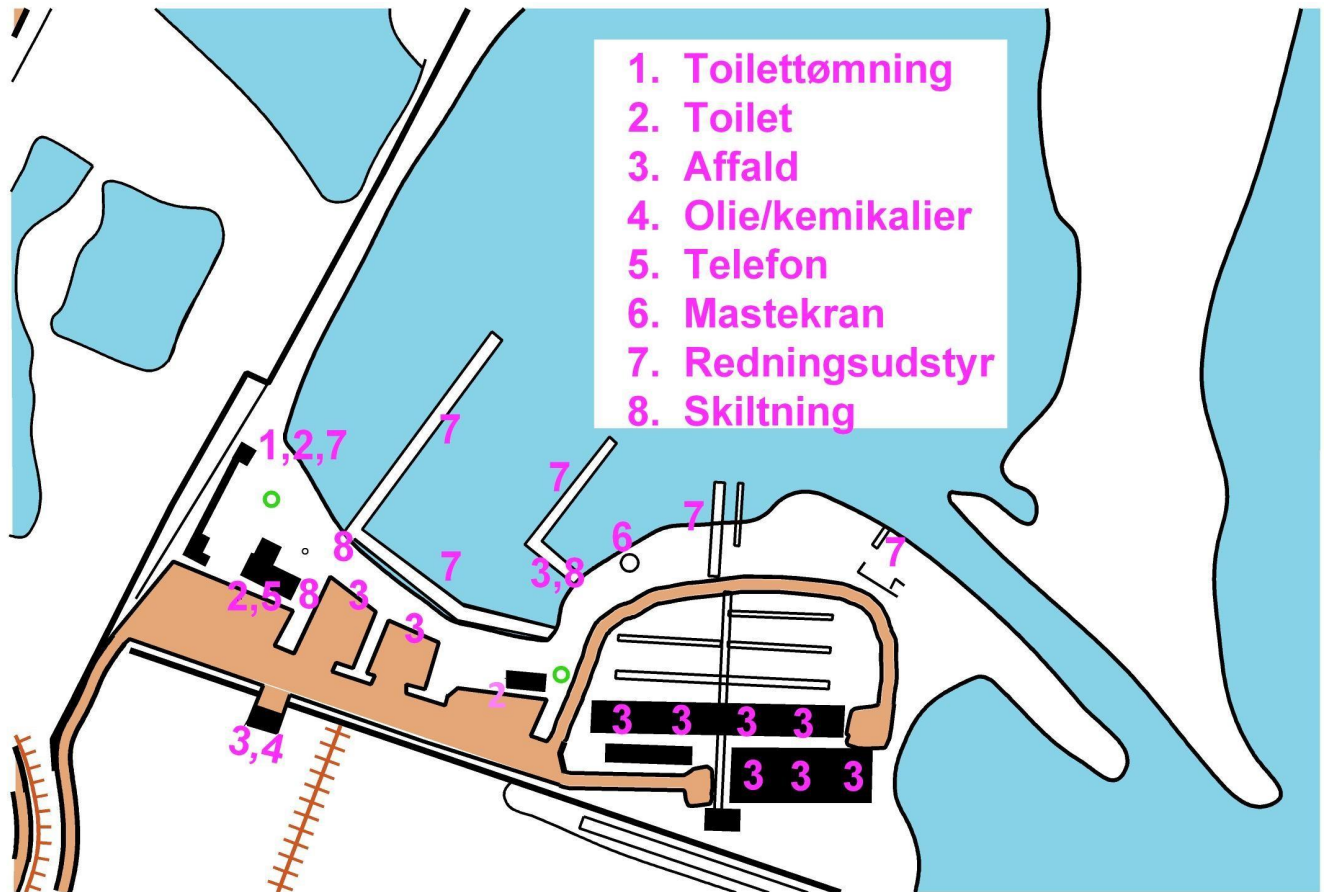 1. Toilettømning
2. Toilet
3. Affald
4. Olie/kemikalier
5. Telefon
6. Mastekran
7. Redningsudstyr
8. Skiltning
1,2,7
7
7
7
6
8
7
3,8
7
2,5
8
3
3
2
3,4
3 3 3 3
3 3 3